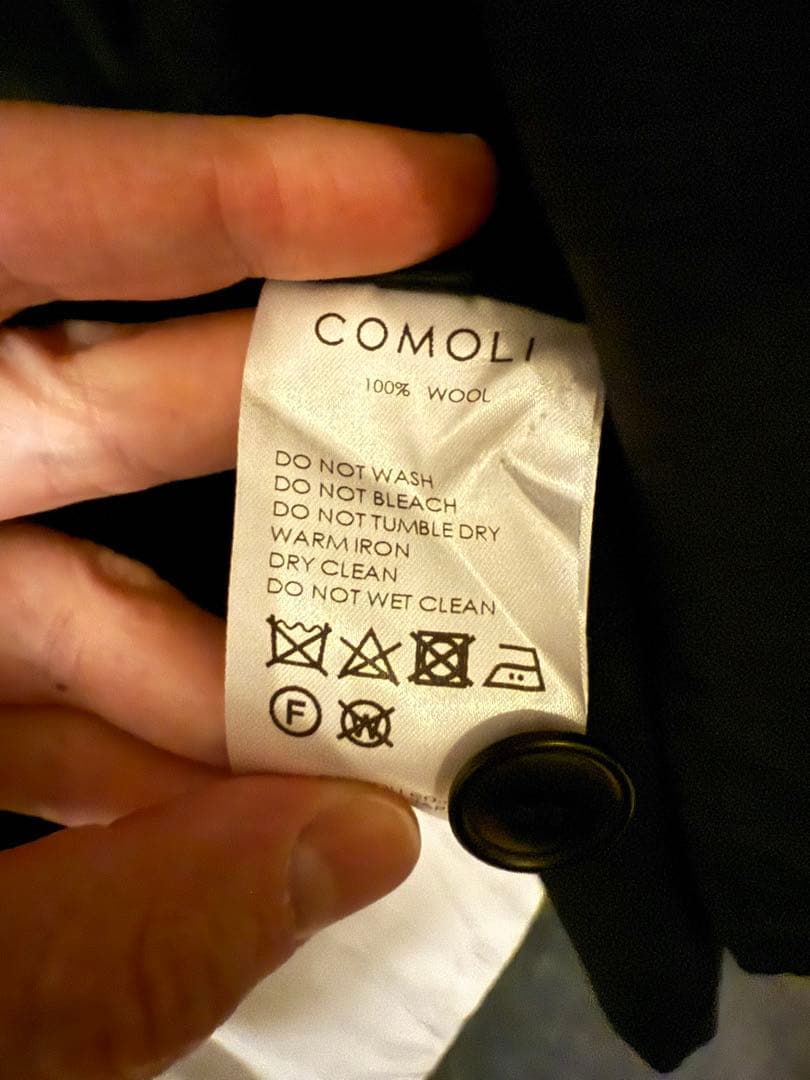 COMOLI
100% WOOL
DO NOT WASH
DO NOT BLEACH
DO NOT TUMBLE DRY
WARM IRON
DRY CLEAN
DO NOT WET CLEAN
F W